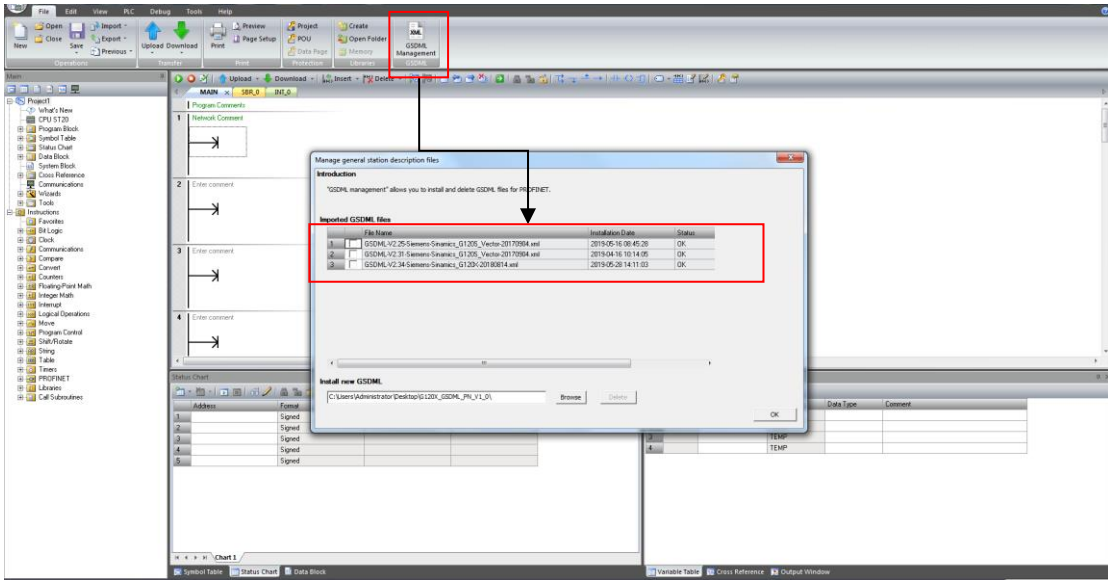 File Edit View PLC Debug Tools Help
New Open Close Save Import Export Previous
Operations
Upload Download
Transfer
Print Preview Page Setup
Print
Project POU Data Page
Protection
Create Open Folder Memory
Libraries
XML
GSDML Management
GSDML
Main
Upload Download Insert Delete
MAIN SBR_0 INT_0
Program Comments
1 Network Comment
2 Enter comment
3 Enter comment
4 Enter comment
Project1
What's New
CPU ST20
Program Block
Symbol Table
Status Chart
Data Block
System Block
Cross Reference
Communications
Wizards
Tools
Instructions
Favorites
Bit Logic
Clock
Communications
Compare
Convert
Counters
Floating-Point Math
Integer Math
Interrupt
Logical Operations
Move
Program Control
Shift/Rotate
String
Table
Timers
PROFINET
Libraries
Call Subroutines
Manage general station description files
Introduction
"GSDML management" allows you to install and delete GSDML files for PROFINET.
Imported GSDML files
File Name Installation Date Status
1 GSDML-V2.25-Siemens-Sinamics_G120S_Vector-20170904.xml 2019-05-16 08:45:28 OK
2 GSDML-V2.31-Siemens-Sinamics_G120S_Vector-20170904.xml 2019-04-16 10:14:05 OK
3 GSDML-V2.34-Siemens-Sinamics_G120X-20180814.xml 2019-05-28 14:11:03 OK
Install new GSDML
C:\Users\Administrator\Desktop\G120X_GSDML_PN_V1_0\ Browse Delete
OK
Status Chart
Address Format
1 Signed
2 Signed
3 Signed
4 Signed
5 Signed
Chart 1
Symbol Table Status Chart Data Block
Data Type Comment
3 TEMP
4 TEMP
Variable Table Cross Reference Output Window